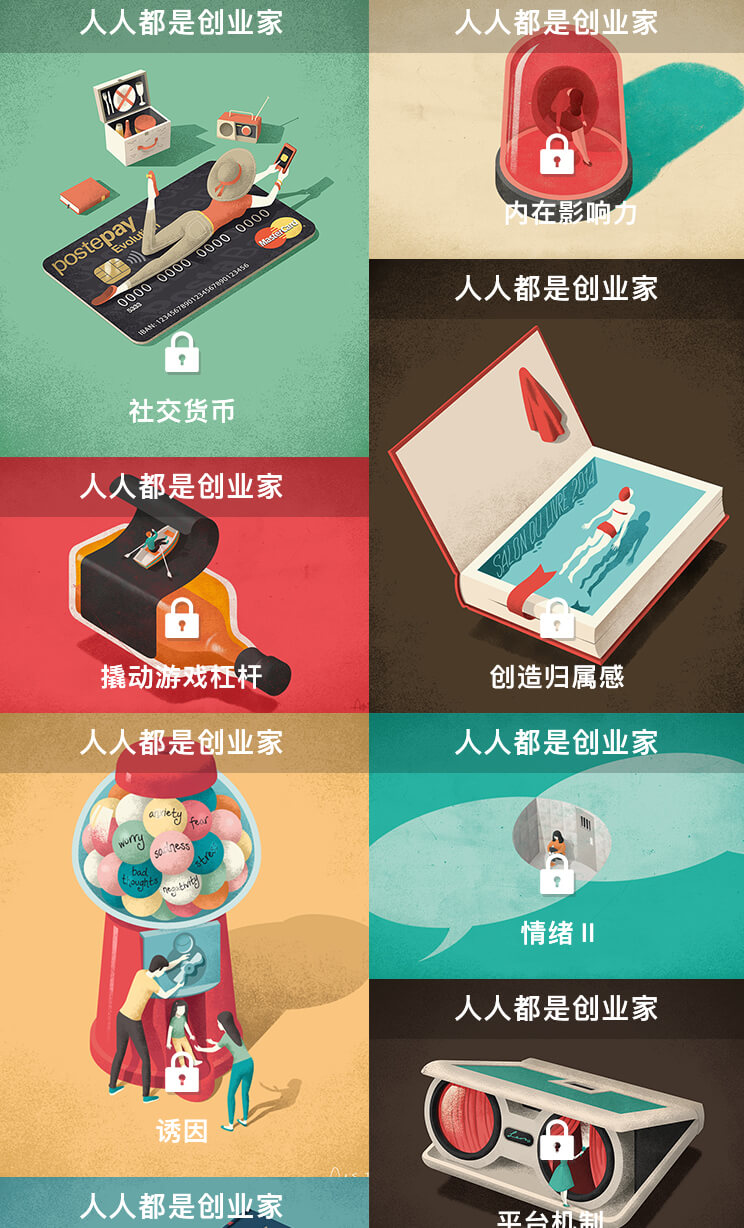 人人都是创业家
postepay
Evolution
MasterCard
0000 0000 0000 0000
IBAN: 123456789012345678901234 56
社交货币
人人都是创业家
内在影响力
人人都是创业家
SALON DU LIVRE 2014
创造归属感
人人都是创业家
撬动游戏杠杆
人人都是创业家
anxiety
fear
worry
sadness
stress
bad
thoughts
negativity
诱因
人人都是创业家
情绪 II
人人都是创业家
平台机制
人人都是创业家